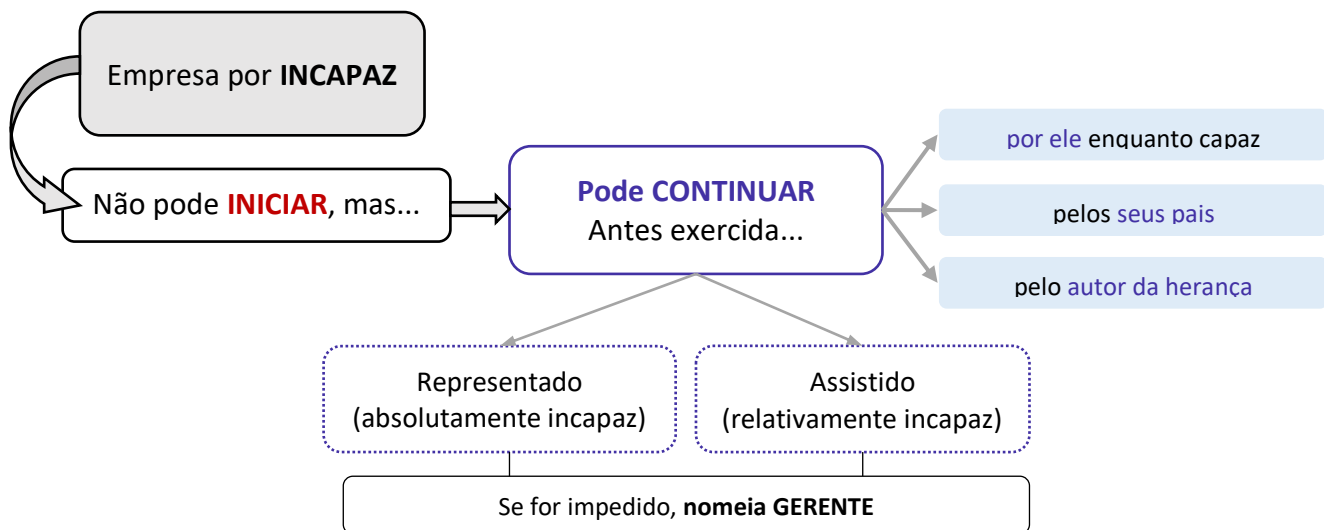 Empresa por INCAPAZ
Não pode INICIAR, mas...
Pode CONTINUAR
Antes exercida...
por ele enquanto capaz
pelos seus pais
pelo autor da herança
Representado
(absolutamente incapaz)
Assistido
(relativamente incapaz)
Se for impedido, nomeia GERENTE